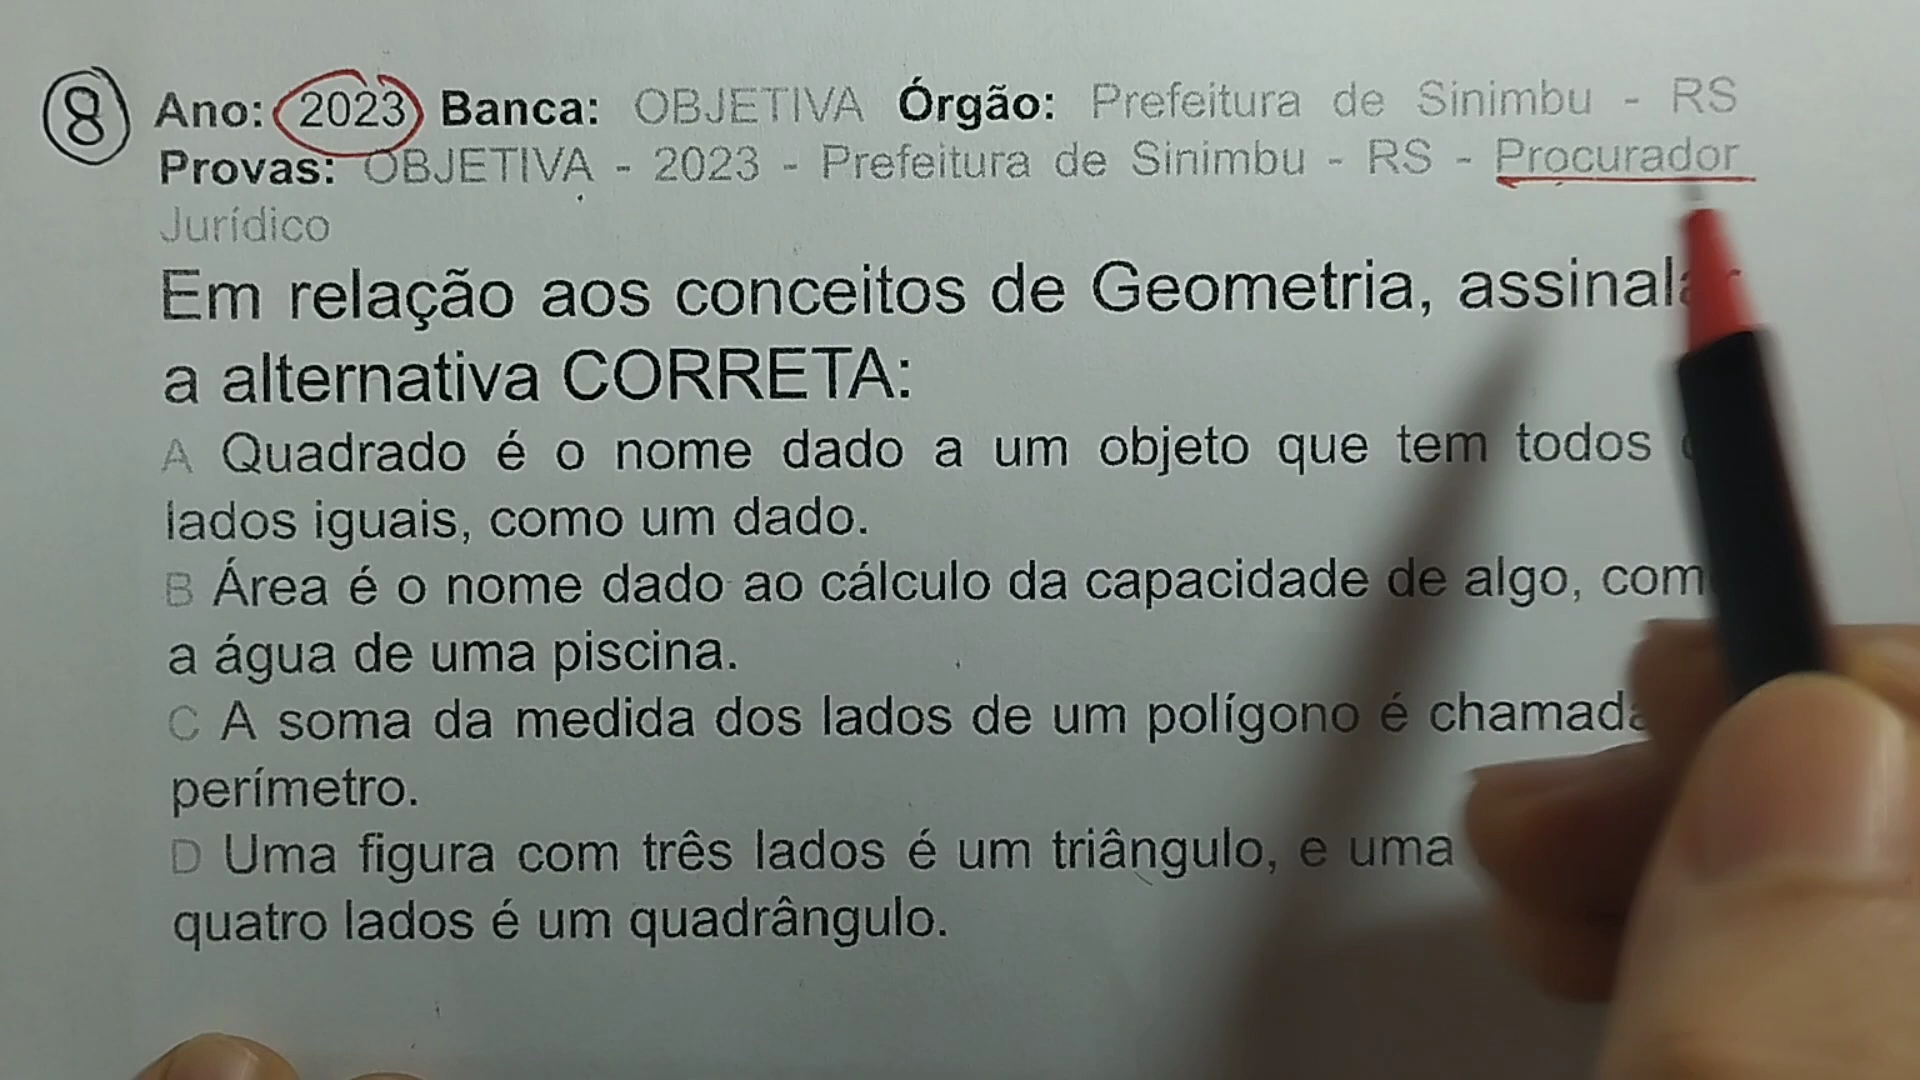 8 Ano: 2023 Banca: OBJETIVA Órgão: Prefeitura de Sinimbu - RS
Provas: OBJETIVA - 2023 - Prefeitura de Sinimbu - RS - Procurador
Jurídico
Em relação aos conceitos de Geometria, assinalar
a alternativa CORRETA:
A Quadrado é o nome dado a um objeto que tem todos
lados iguais, como um dado.
B Área é o nome dado ao cálculo da capacidade de algo, como
a água de uma piscina.
C A soma da medida dos lados de um polígono é chamada
perímetro.
D Uma figura com três lados é um triângulo, e uma
quatro lados é um quadrângulo.